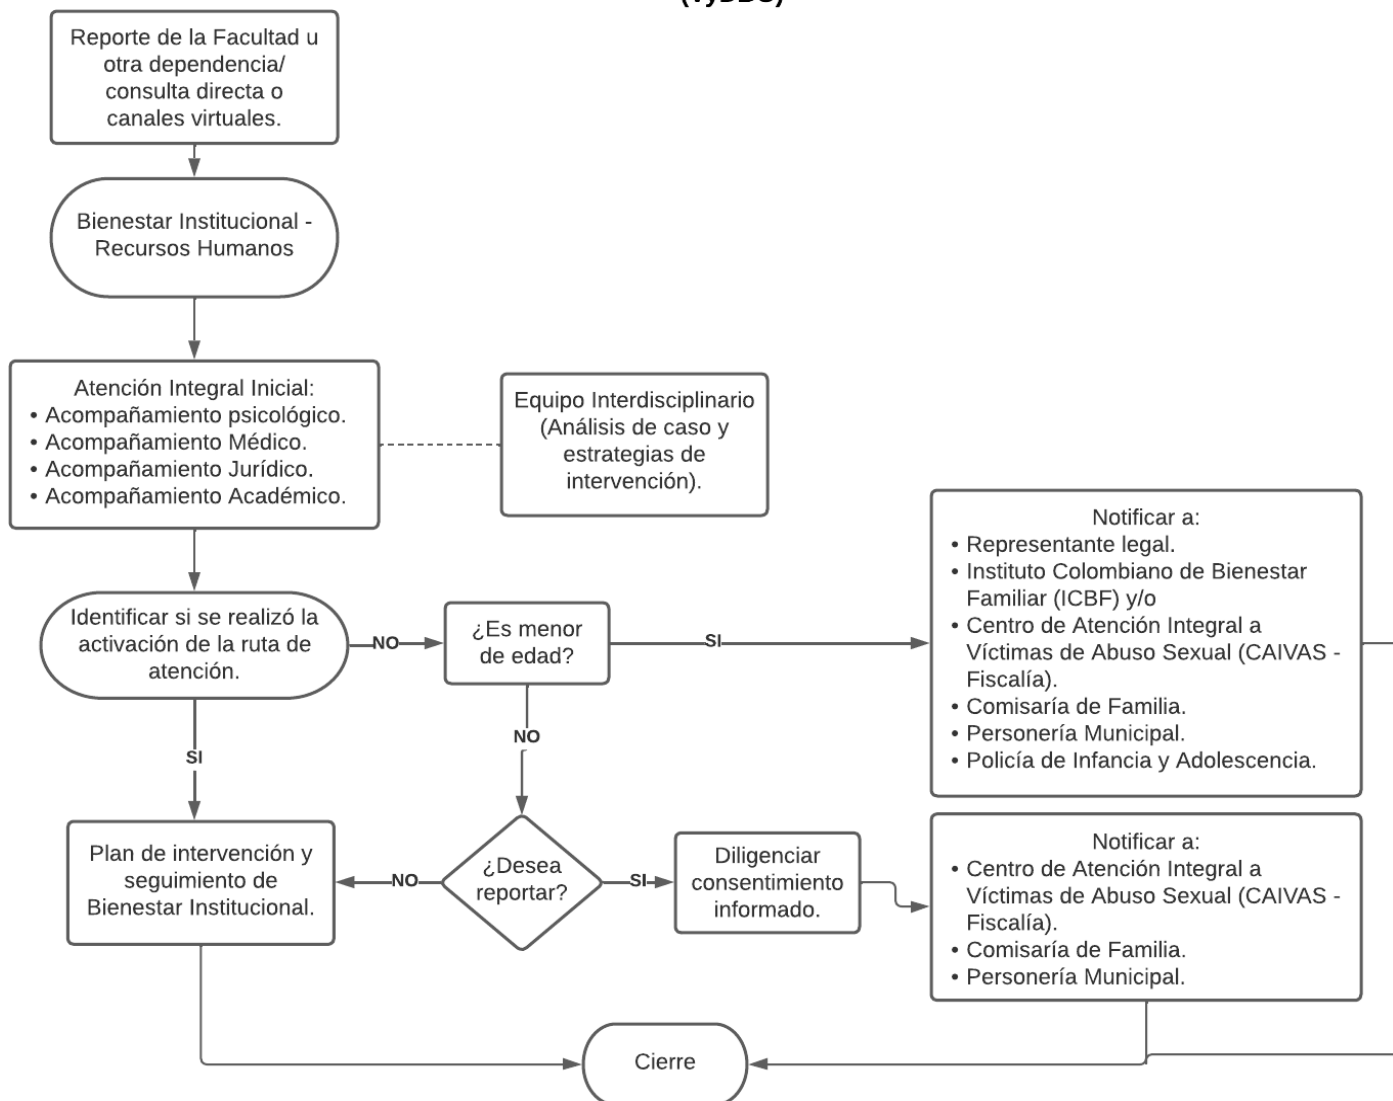 Reporte de la Facultad u
otra dependencia/
consulta directa o
canales virtuales.
Bienestar Institucional -
Recursos Humanos
Atención Integral Inicial:
• Acompañamiento psicológico.
• Acompañamiento Médico.
• Acompañamiento Jurídico.
• Acompañamiento Académico.
Equipo Interdisciplinario
(Análisis de caso y
estrategias de
intervención).
Identificar si se realizó la
activación de la ruta de
atención.
NO
¿Es menor
de edad?
SI
Notificar a:
• Representante legal.
• Instituto Colombiano de Bienestar
Familiar (ICBF) y/o
• Centro de Atención Integral a
Víctimas de Abuso Sexual (CAIVAS -
Fiscalía).
• Comisaría de Familia.
• Personería Municipal.
• Policía de Infancia y Adolescencia.
SI
NO
Plan de intervención y
seguimiento de
Bienestar Institucional.
NO
¿Desea
reportar?
SI
Diligenciar
consentimiento
informado.
Notificar a:
• Centro de Atención Integral a
Víctimas de Abuso Sexual (CAIVAS -
Fiscalía).
• Comisaría de Familia.
• Personería Municipal.
Cierre